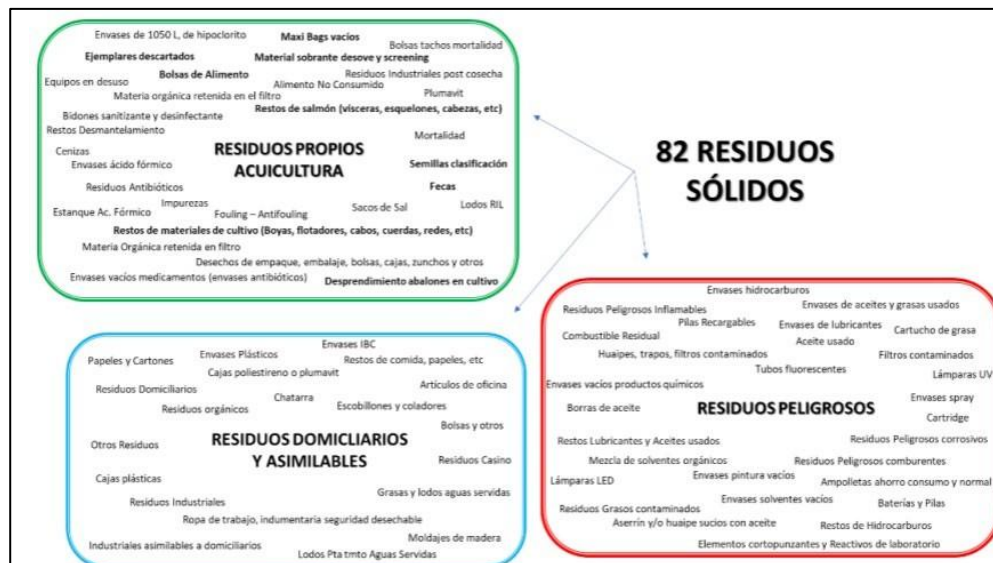 Envases de 1050 L, de hipoclorito
Maxi Bags vacíos
Bolsas tachos mortalidad
Ejemplares descartados
Material sobrante desove y screening
Bolsas de Alimento
Residuos Industriales post cosecha
Equipos en desuso
Alimento No Consumido
Materia orgánica retenida en el filtro
Plumavit
Restos de salmón (vísceras, esquelones, cabezas, etc)
Bidones sanitizante y desinfectante
Restos Desmantelamiento
Mortalidad
RESIDUOS PROPIOS
ACUICULTURA
Cenizas
Envases ácido fórmico
Semillas clasificación
Residuos Antibióticos
Fecas
Impurezas
Sacos de Sal
Lodos RIL
Estanque Ac. Fórmico
Fouling – Antifouling
Restos de materiales de cultivo (Boyas, flotadores, cabos, cuerdas, redes, etc)
Materia Orgánica retenida en filtro
Desechos de empaque, embalaje, bolsas, cajas, zunchos y otros
Envases vacíos medicamentos (envases antibióticos)
Desprendimiento abalones en cultivo
82 RESIDUOS
SÓLIDOS
Envases IBC
Envases Plásticos
Papeles y Cartones
Restos de comida, papeles, etc
Cajas poliestireno o plumavit
Residuos Domiciliarios
Artículos de oficina
Chatarra
Residuos orgánicos
Escobillones y coladores
Bolsas y otros
Otros Residuos
RESIDUOS DOMICILIARIOS
Y ASIMILABLES
Residuos Casino
Cajas plásticas
Grasas y lodos aguas servidas
Residuos Industriales
Ropa de trabajo, indumentaria seguridad desechable
Moldajes de madera
Industriales asimilables a domiciliarios
Lodos Pta tmto Aguas Servidas
Envases hidrocarburos
Residuos Peligrosos Inflamables
Envases de aceites y grasas usados
Pilas Recargables
Envases de lubricantes
Cartucho de grasa
Combustible Residual
Aceite usado
Huaipes, trapos, filtros contaminados
Filtros contaminados
Tubos fluorescentes
Lámparas UV
Envases vacíos productos químicos
Envases spray
Borras de aceite
RESIDUOS PELIGROSOS
Cartridge
Restos Lubricantes y Aceites usados
Residuos Peligrosos corrosivos
Mezcla de solventes orgánicos
Residuos Peligrosos comburentes
Lámparas LED
Envases pintura vacíos
Ampolletas ahorro consumo y normal
Envases solventes vacíos
Baterías y Pilas
Residuos Grasos contaminados
Aserrín y/o huaipe sucios con aceite
Restos de Hidrocarburos
Elementos cortopunzantes y Reactivos de laboratorio